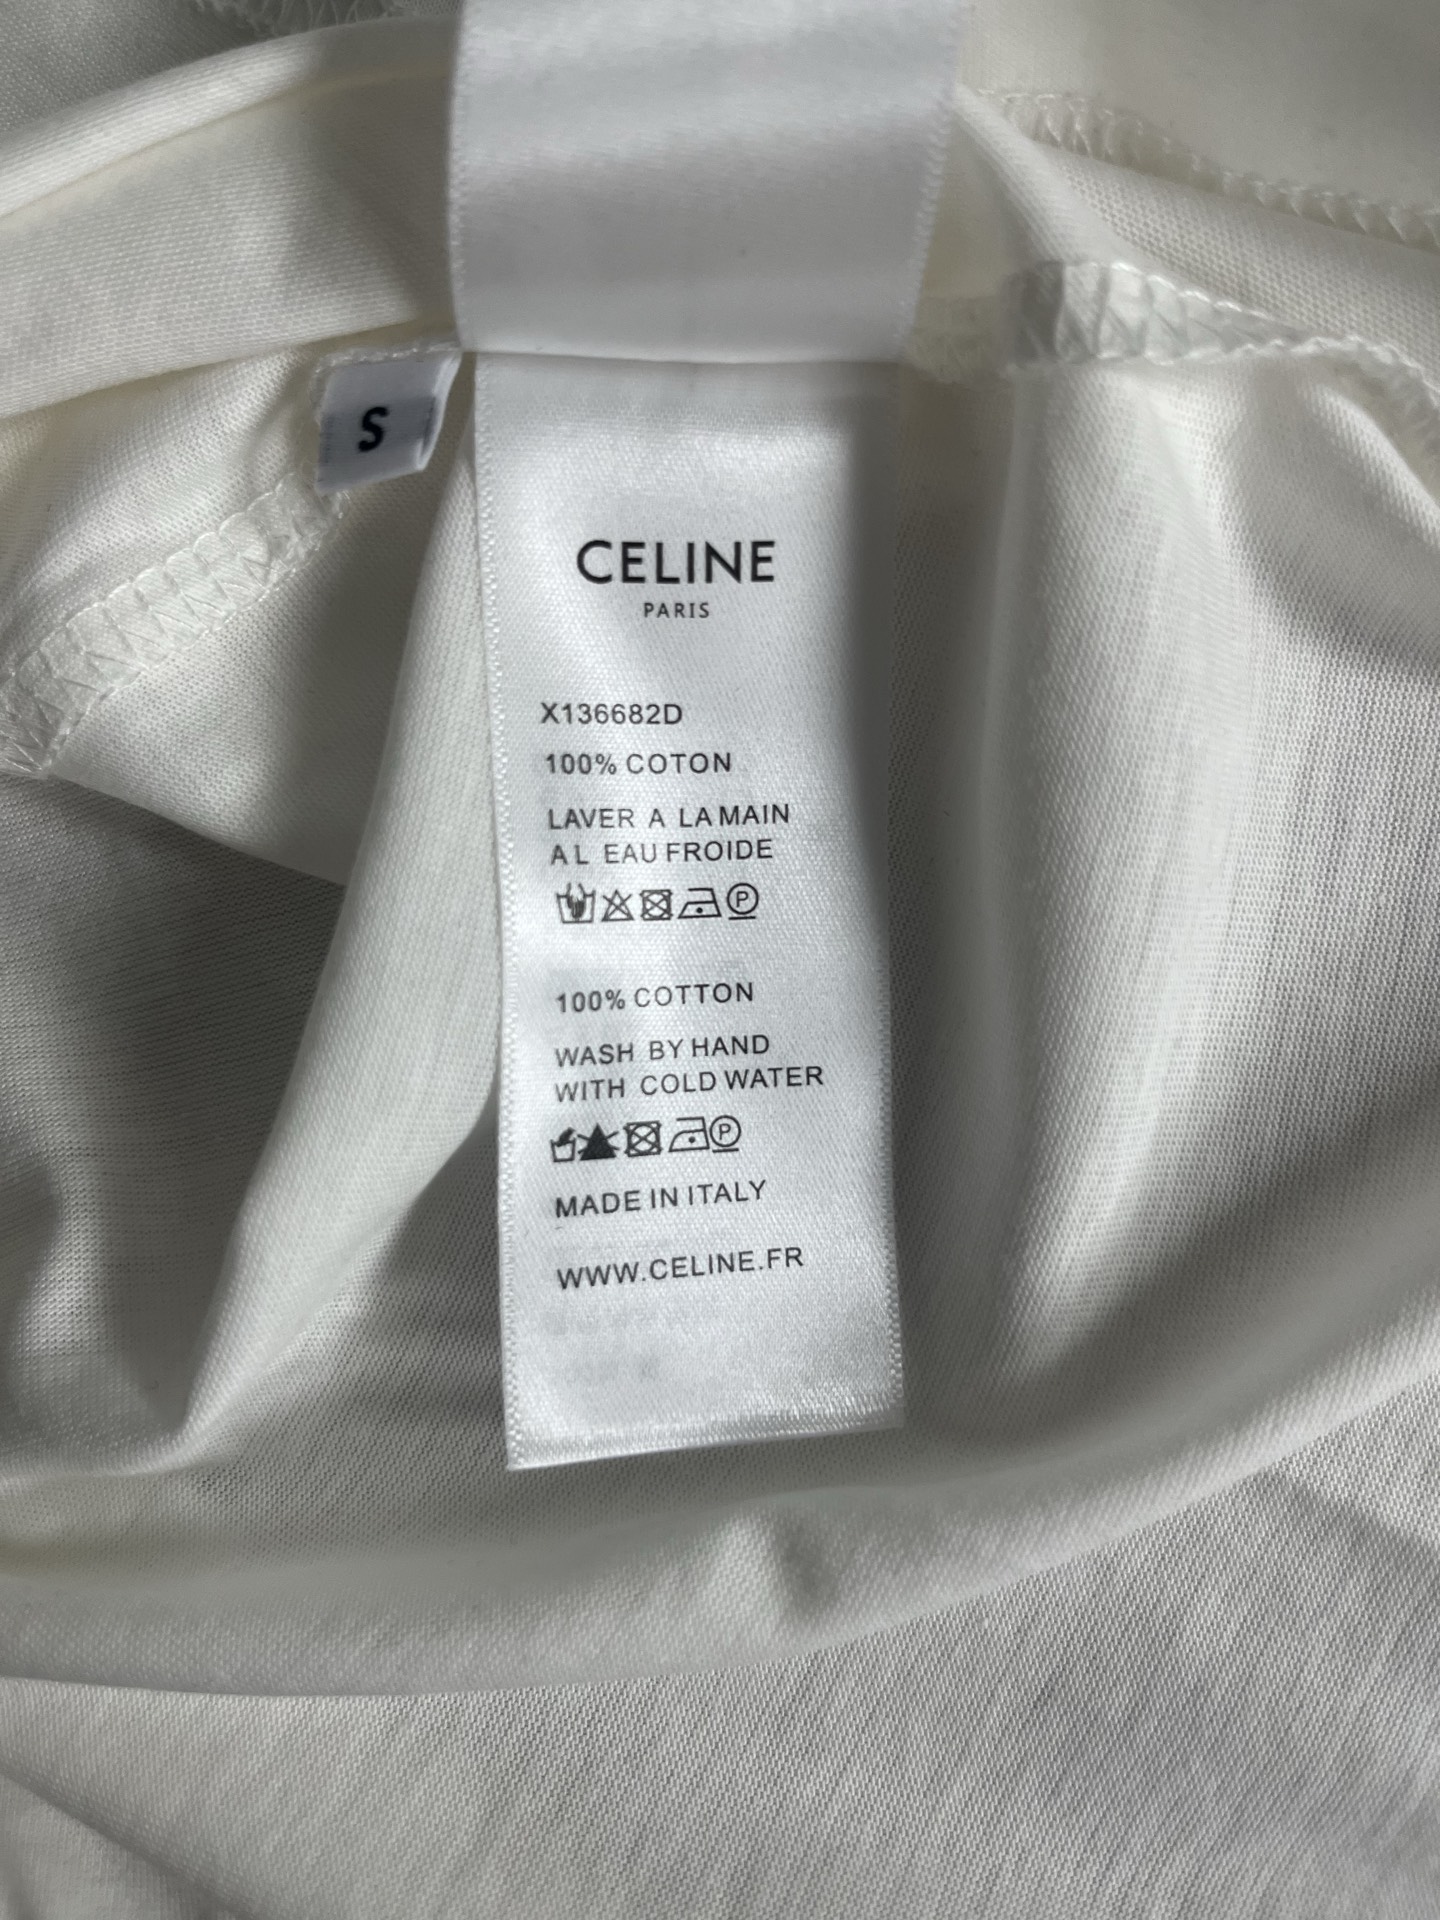 S
CELINE
PARIS
X136682D
100% COTON
LAVER A LA MAIN
A L EAU FROIDE
P
100% COTTON
WASH BY HAND
WITH COLD WATER
P
MADE IN ITALY
WWW.CELINE.FR